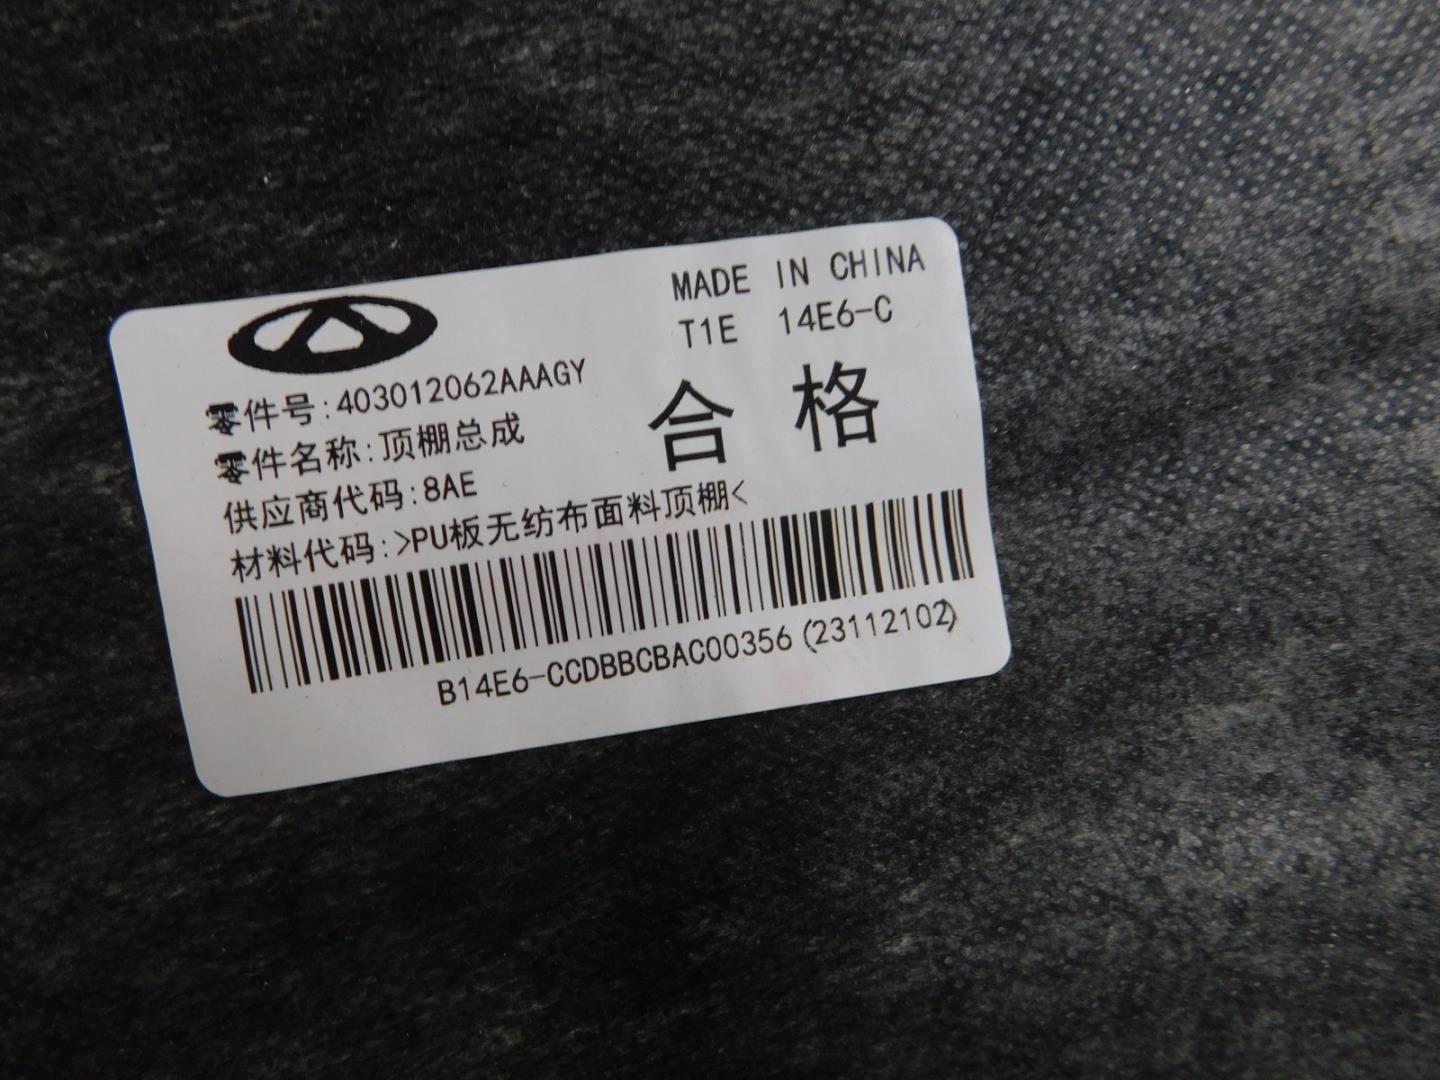 MADE IN CHINA
T1E 14E6-C
合格
零件号:403012062AAAGY
零件名称:顶棚总成
供应商代码:8AE
材料代码:>PU板无纺布面料顶棚<
B14E6-CCDBBCBAC00356(23112102)